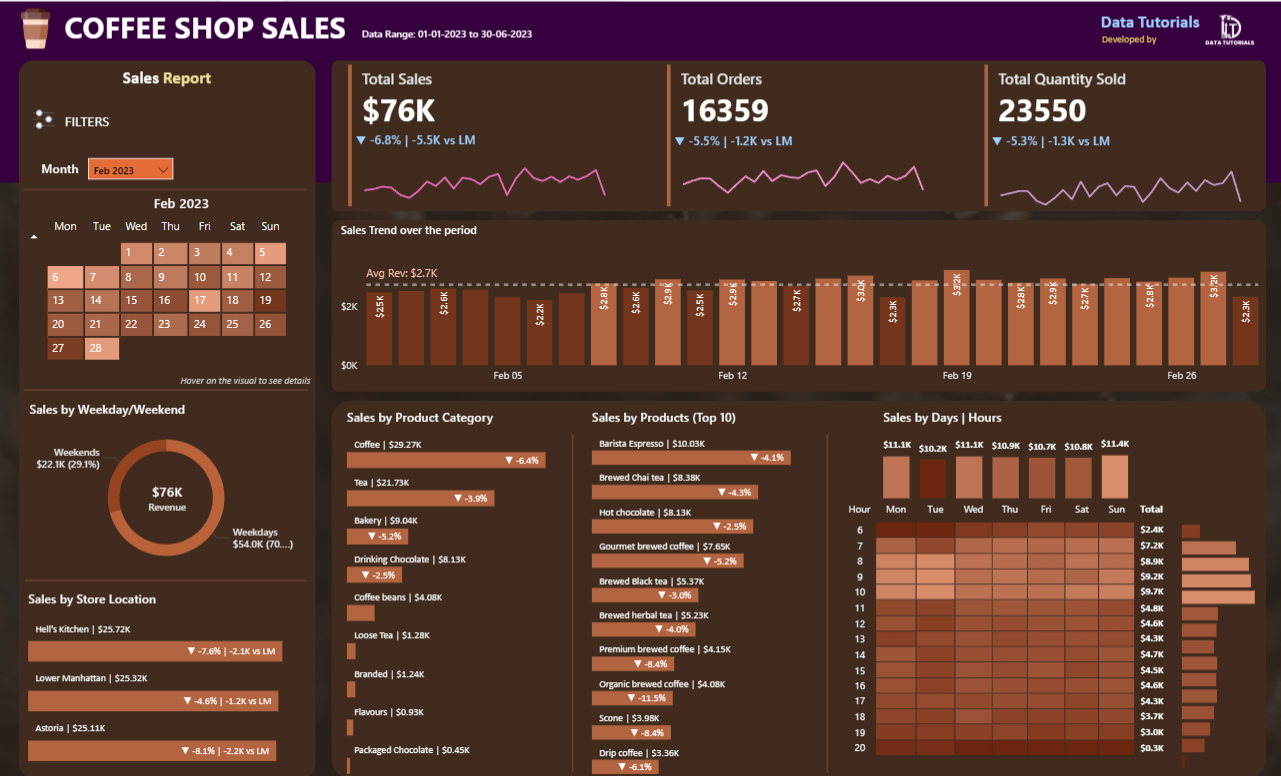 COFFEE SHOP SALES
Data Range: 01-01-2023 to 30-06-2023
Data Tutorials
Developed by
DATA TUTORIALS
Sales Report
FILTERS
Month Feb 2023
Feb 2023
Mon Tue Wed Thu Fri Sat Sun
1 2 3 4 5
6 7 8 9 10 11 12
13 14 15 16 17 18 19
20 21 22 23 24 25 26
27 28
Hover on the visual to see details
Sales by Weekday/Weekend
Weekends
$22.1K (29.1%)
$76K
Revenue
Weekdays
$54.0K (70....)
Sales by Store Location
Hell's Kitchen | $25.72K
▼ -7.6% | -2.1K vs LM
Lower Manhattan | $25.32K
▼ -4.6% | -1.2K vs LM
Astoria | $25.11K
▼ -8.1% | -2.2K vs LM
Total Sales
$76K
▼ -6.8% | -5.5K vs LM
Total Orders
16359
▼ -5.5% | -1.2K vs LM
Total Quantity Sold
23550
▼ -5.3% | -1.3K vs LM
Sales Trend over the period
Avg Rev: $2.7K
$2K
$0K
$2.5K $2.6K $2.2K $2.8K $2.6K $2.9K $2.5K $2.9K $2.7K $3.0K $2.3K $3.2K $2.8K $2.9K $2.7K $2.8K $3.2K $2.3K
Feb 05 Feb 12 Feb 19 Feb 26
Sales by Product Category
Coffee | $29.27K
▼ -6.4%
Tea | $21.73K
▼ -3.9%
Bakery | $9.04K
▼ -5.2%
Drinking Chocolate | $8.13K
▼ -2.5%
Coffee beans | $4.08K
Loose Tea | $1.28K
Branded | $1.24K
Flavours | $0.93K
Packaged Chocolate | $0.45K
Sales by Products (Top 10)
Barista Espresso | $10.03K
▼ -4.1%
Brewed Chai tea | $8.38K
▼ -4.3%
Hot chocolate | $8.13K
▼ -2.5%
Gourmet brewed coffee | $7.65K
▼ -5.2%
Brewed Black tea | $5.37K
▼ -3.0%
Brewed herbal tea | $5.23K
▼ -4.0%
Premium brewed coffee | $4.15K
▼ -8.4%
Organic brewed coffee | $4.08K
▼ -11.5%
Scone | $3.98K
▼ -8.4%
Drip coffee | $3.36K
▼ -6.1%
Sales by Days | Hours
$11.1K $10.2K $11.1K $10.9K $10.7K $10.8K $11.4K
Hour Mon Tue Wed Thu Fri Sat Sun Total
6 $2.4K
7 $7.2K
8 $8.9K
9 $9.2K
10 $9.7K
11 $4.8K
12 $4.6K
13 $4.3K
14 $4.7K
15 $4.5K
16 $4.6K
17 $4.3K
18 $3.7K
19 $3.0K
20 $0.3K